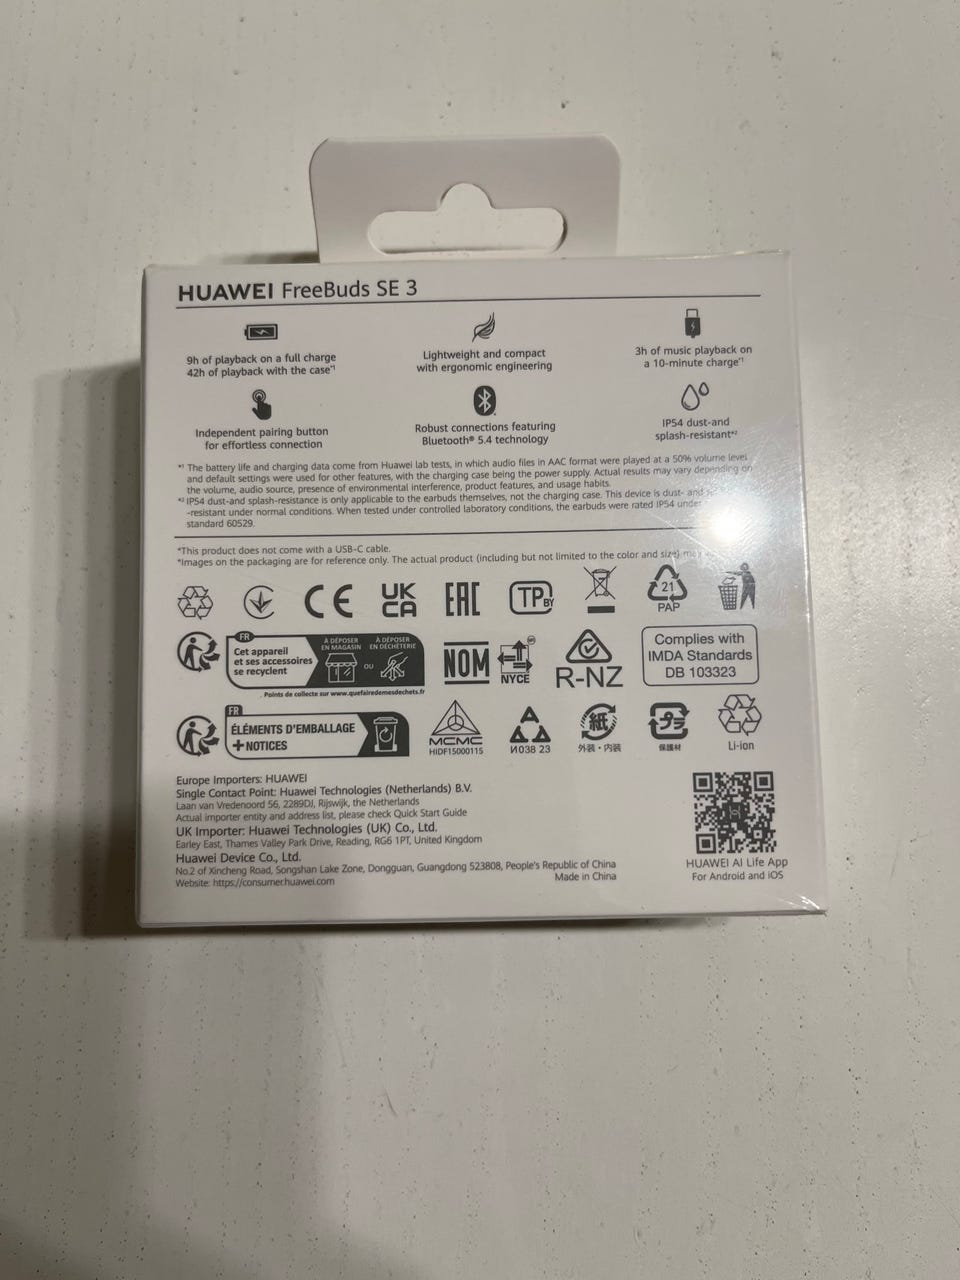 HUAWEI FreeBuds SE 3
9h of playback on a full charge
42h of playback with the case*1
Lightweight and compact
with ergonomic engineering
3h of music playback on
a 10-minute charge*1
Independent pairing button
for effortless connection
Robust connections featuring
Bluetooth® 5.4 technology
IP54 dust-and
splash-resistant*2
*1 The battery life and charging data come from Huawei lab tests, in which audio files in AAC format were played at a 50% volume level
and default settings were used for other features, with the charging case being the power supply. Actual results may vary depending on
the volume, audio source, presence of environmental interference, product features, and usage habits.
*2 IP54 dust-and splash-resistance is only applicable to the earbuds themselves, not the charging case. This device is dust- and
-resistant under normal conditions. When tested under controlled laboratory conditions, the earbuds were rated IP54 under
standard 60529.
*This product does not come with a USB-C cable.
*Images on the packaging are for reference only. The actual product (including but not limited to the color and size) may
CE
UK
CA
EAC
TP
BY
21
PAP
FR
Cet appareil
et ses accessoires
se recyclent
À DÉPOSER
EN MAGASIN
OU
À DÉPOSER
EN DÉCHÈTERIE
Points de collecte sur www.quefairedemesdechets.fr
NOM
NYCE
R-NZ
Complies with
IMDA Standards
DB 103323
FR
ÉLÉMENTS D'EMBALLAGE
+NOTICES
MCMC
HIDF15000115
И038 23
紙
外装・内装
プラ
保護材
Li-ion
Europe Importers: HUAWEI
Single Contact Point: Huawei Technologies (Netherlands) B.V.
Laan van Vredenoord 56, 2289DJ, Rijswijk, the Netherlands
Actual importer entity and address list, please check Quick Start Guide
UK Importer: Huawei Technologies (UK) Co., Ltd.
Earley East, Thames Valley Park Drive, Reading, RG6 1PT, United Kingdom
Huawei Device Co., Ltd.
No.2 of Xincheng Road, Songshan Lake Zone, Dongguan, Guangdong 523808, People's Republic of China
Website: https://consumer.huawei.com
Made in China
HUAWEI AI Life App
For Android and iOS